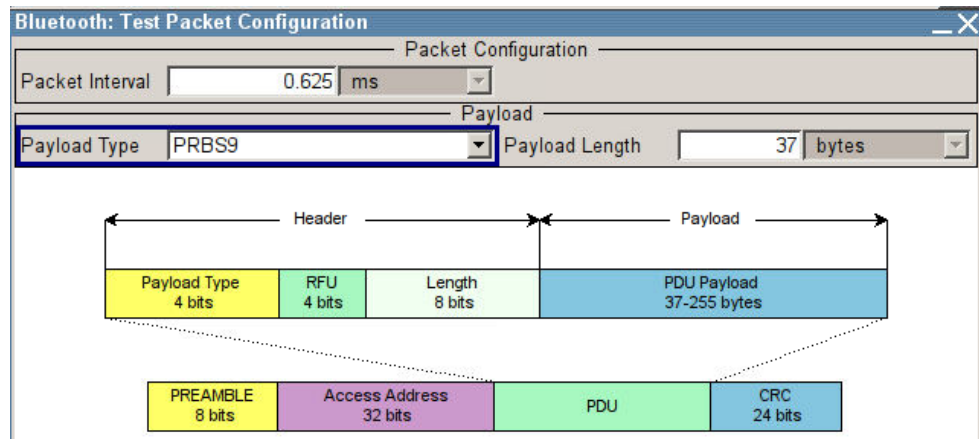 Bluetooth: Test Packet Configuration
Packet Configuration
Packet Interval 0.625 ms
Payload
Payload Type PRBS9 Payload Length 37 bytes
Header Payload
Payload Type RFU Length PDU Payload
4 bits 4 bits 8 bits 37-255 bytes
PREAMBLE Access Address PDU CRC
8 bits 32 bits 24 bits